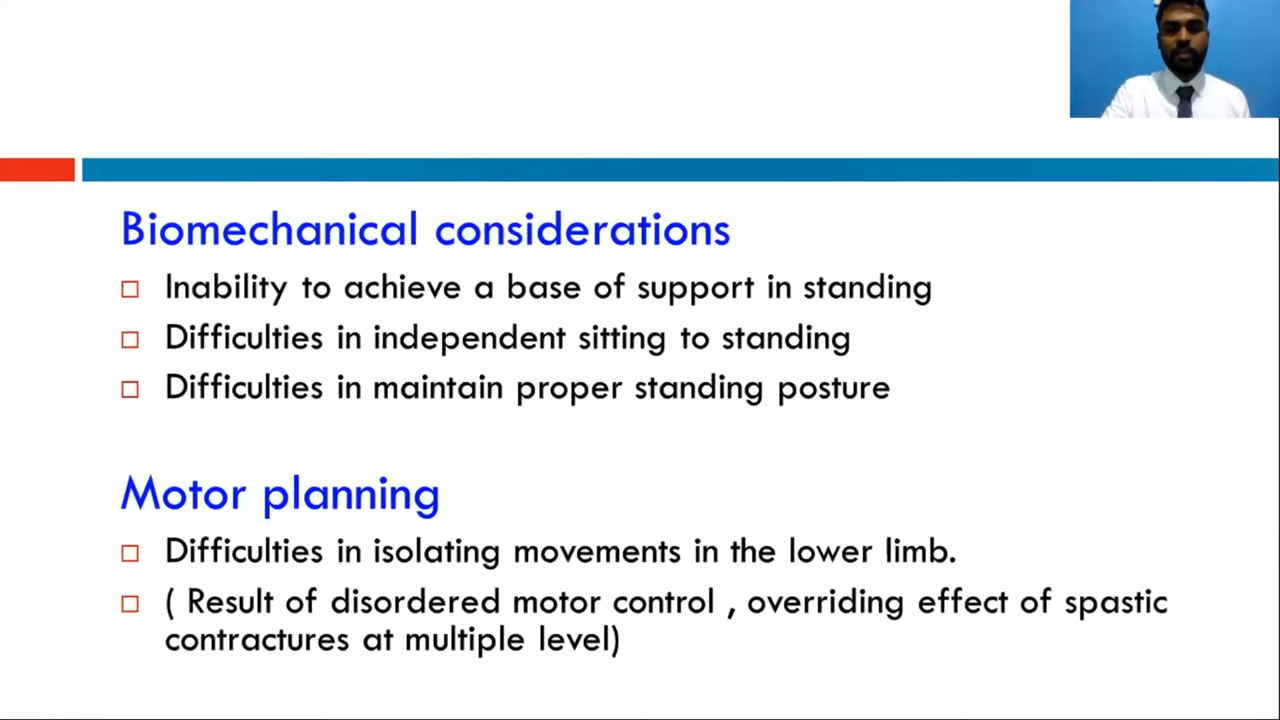 Biomechanical considerations
Inability to achieve a base of support in standing
Difficulties in independent sitting to standing
Difficulties in maintain proper standing posture
Motor planning
Difficulties in isolating movements in the lower limb.
( Result of disordered motor control , overriding effect of spastic
contractures at multiple level)